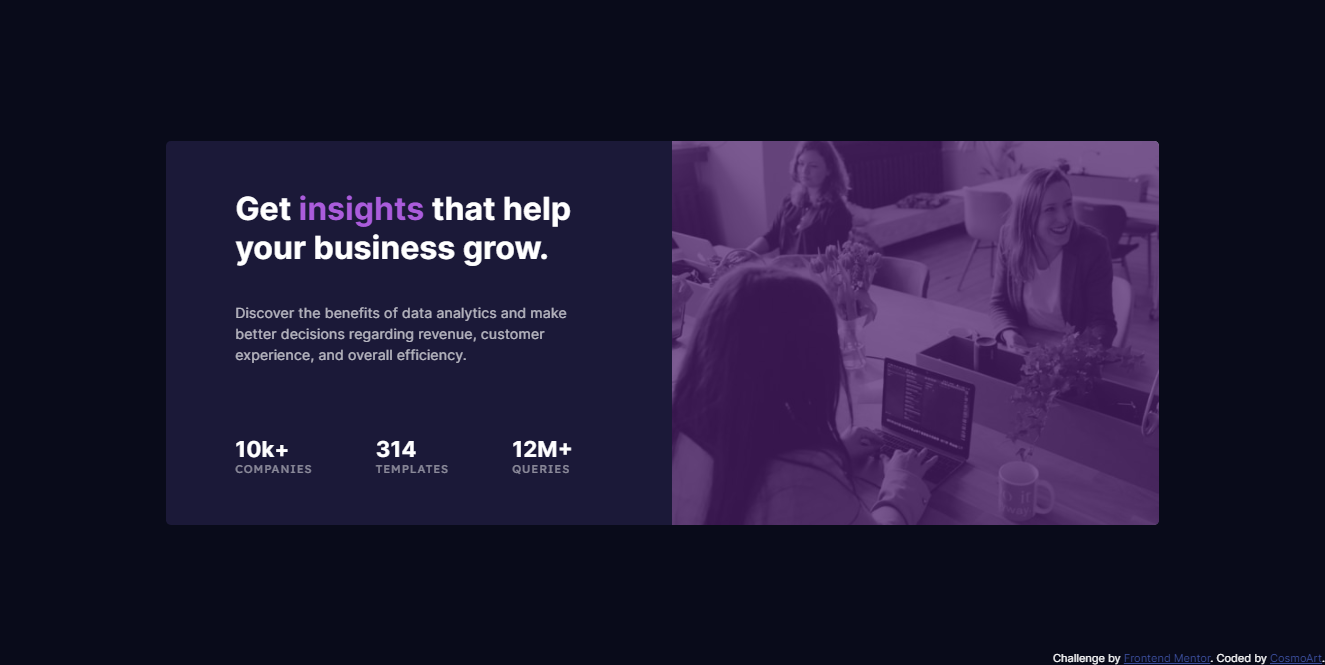 Get insights that help
your business grow.
Discover the benefits of data analytics and make
better decisions regarding revenue, customer
experience, and overall efficiency.
10k+ 314 12M+
COMPANIES TEMPLATES QUERIES
Challenge by Frontend Mentor. Coded by CosmoArt.